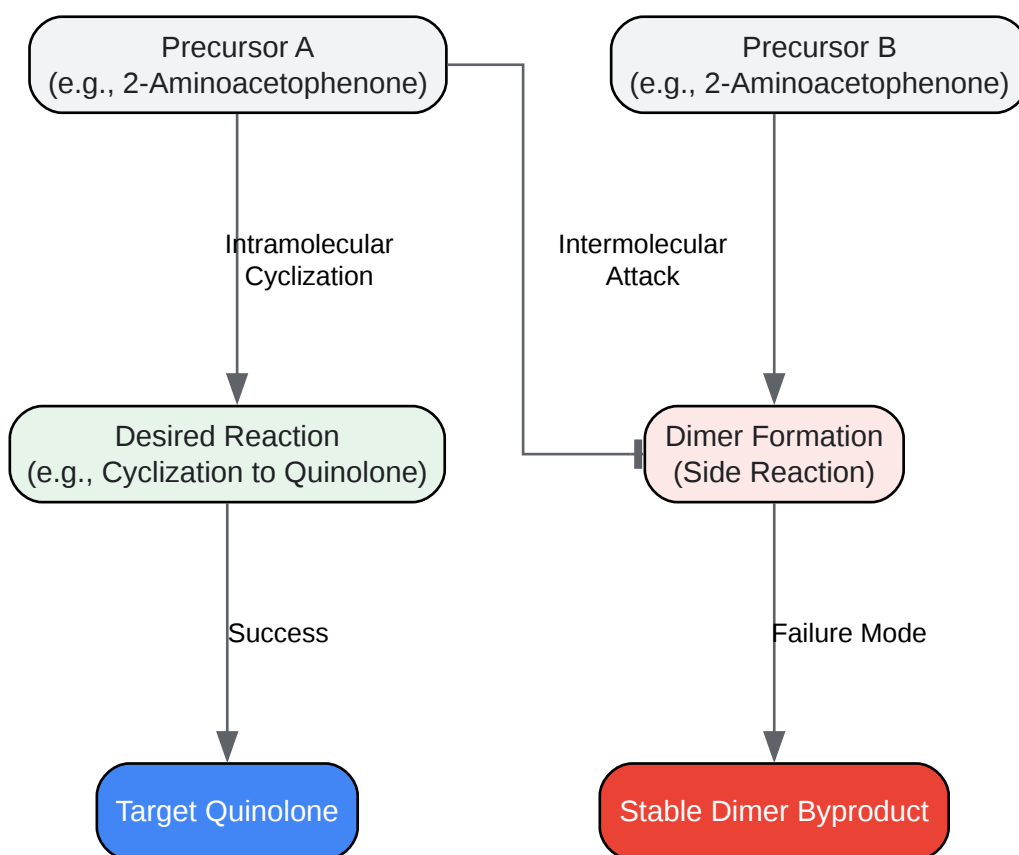 Precursor A
(e.g., 2-Aminoacetophenone)
Precursor B
(e.g., 2-Aminoacetophenone)
Intramolecular
Cyclization
Intermolecular
Attack
Desired Reaction
(e.g., Cyclization to Quinolone)
Dimer Formation
(Side Reaction)
Success
Failure Mode
Target Quinolone
Stable Dimer Byproduct